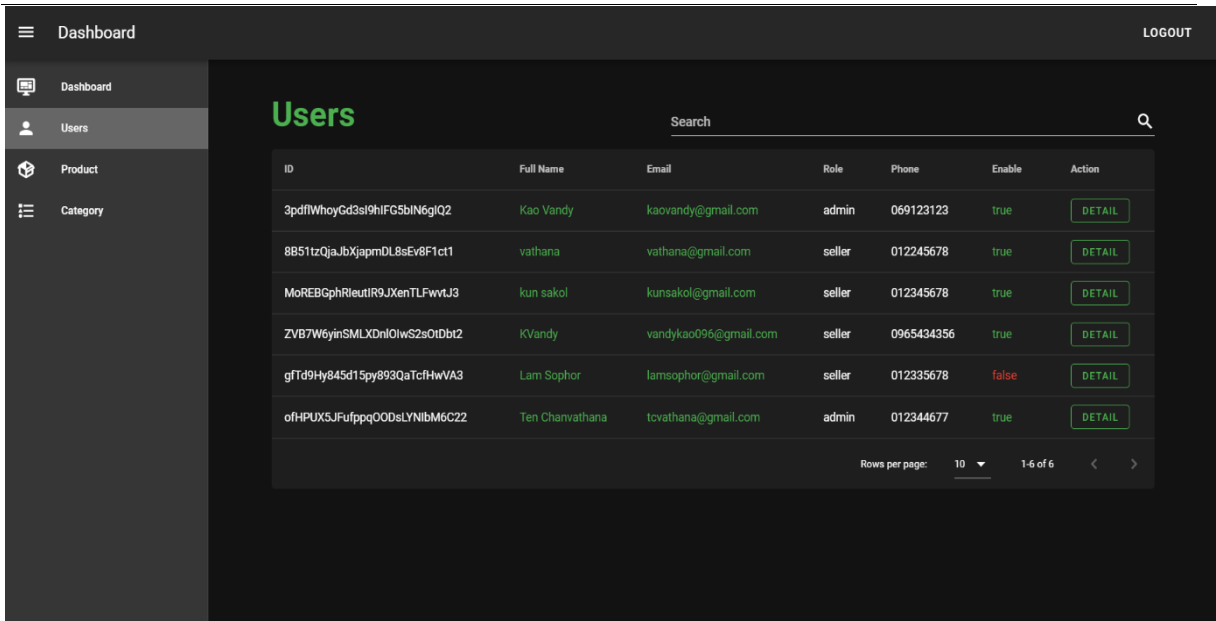 Dashboard LOGOUT
Dashboard
Users
Product
Category
Users
Search
ID Full Name Email Role Phone Enable Action
3pdflWhoyGd3sI9hIFG5bIN6gIQ2 Kao Vandy kaovandy@gmail.com admin 069123123 true DETAIL
8B51tzQjaJbXjapmDL8sEv8F1ct1 vathana vathana@gmail.com seller 012245678 true DETAIL
MoREBGphRIeutIR9JXenTLFwvtJ3 kun sakol kunsakol@gmail.com seller 012345678 true DETAIL
ZVB7W6yinSMLXDnlOIwS2sOtDbt2 KVandy vandykao096@gmail.com seller 0965434356 true DETAIL
gfTd9Hy845d15py893QaTcfHwVA3 Lam Sophor lamsophor@gmail.com seller 012335678 false DETAIL
ofHPUX5JFufppqOODsLYNIbM6C22 Ten Chanvathana tcvathana@gmail.com admin 012344677 true DETAIL
Rows per page: 10 1-6 of 6